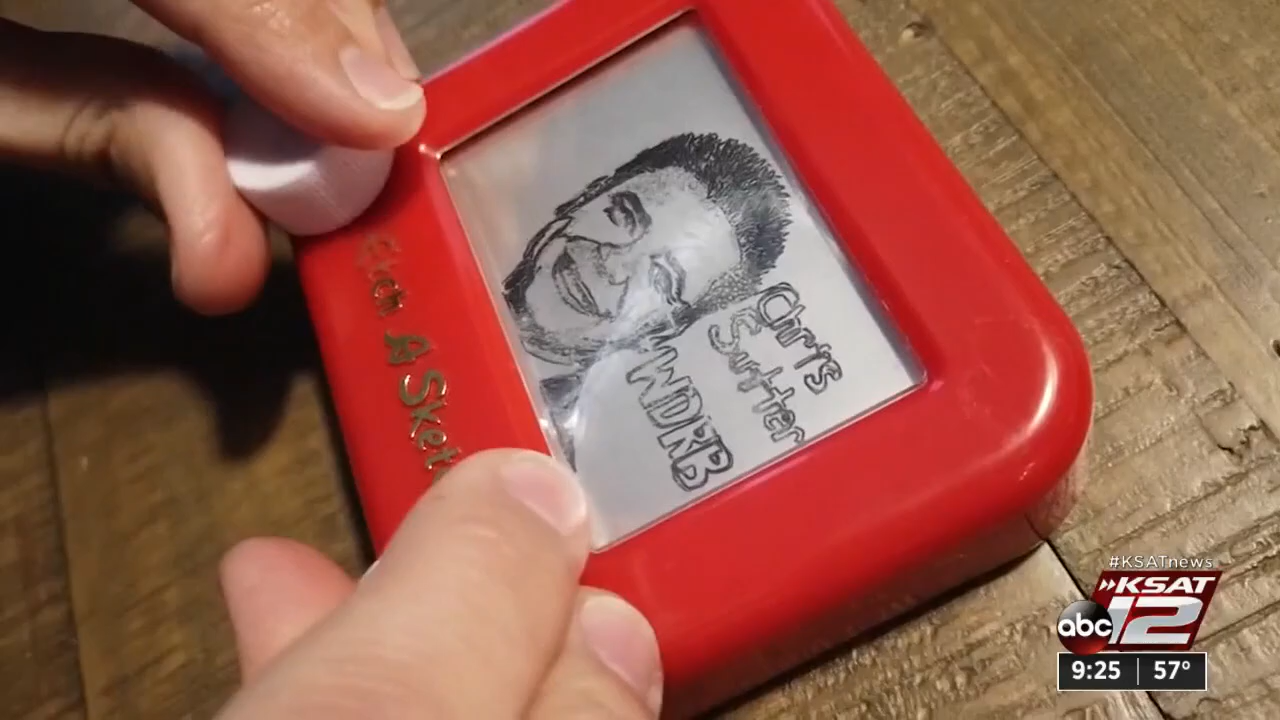 Etch A Sket
Chris
Sutter
WDRB
#KSATnews
KSAT
abc 12
9:25 57°